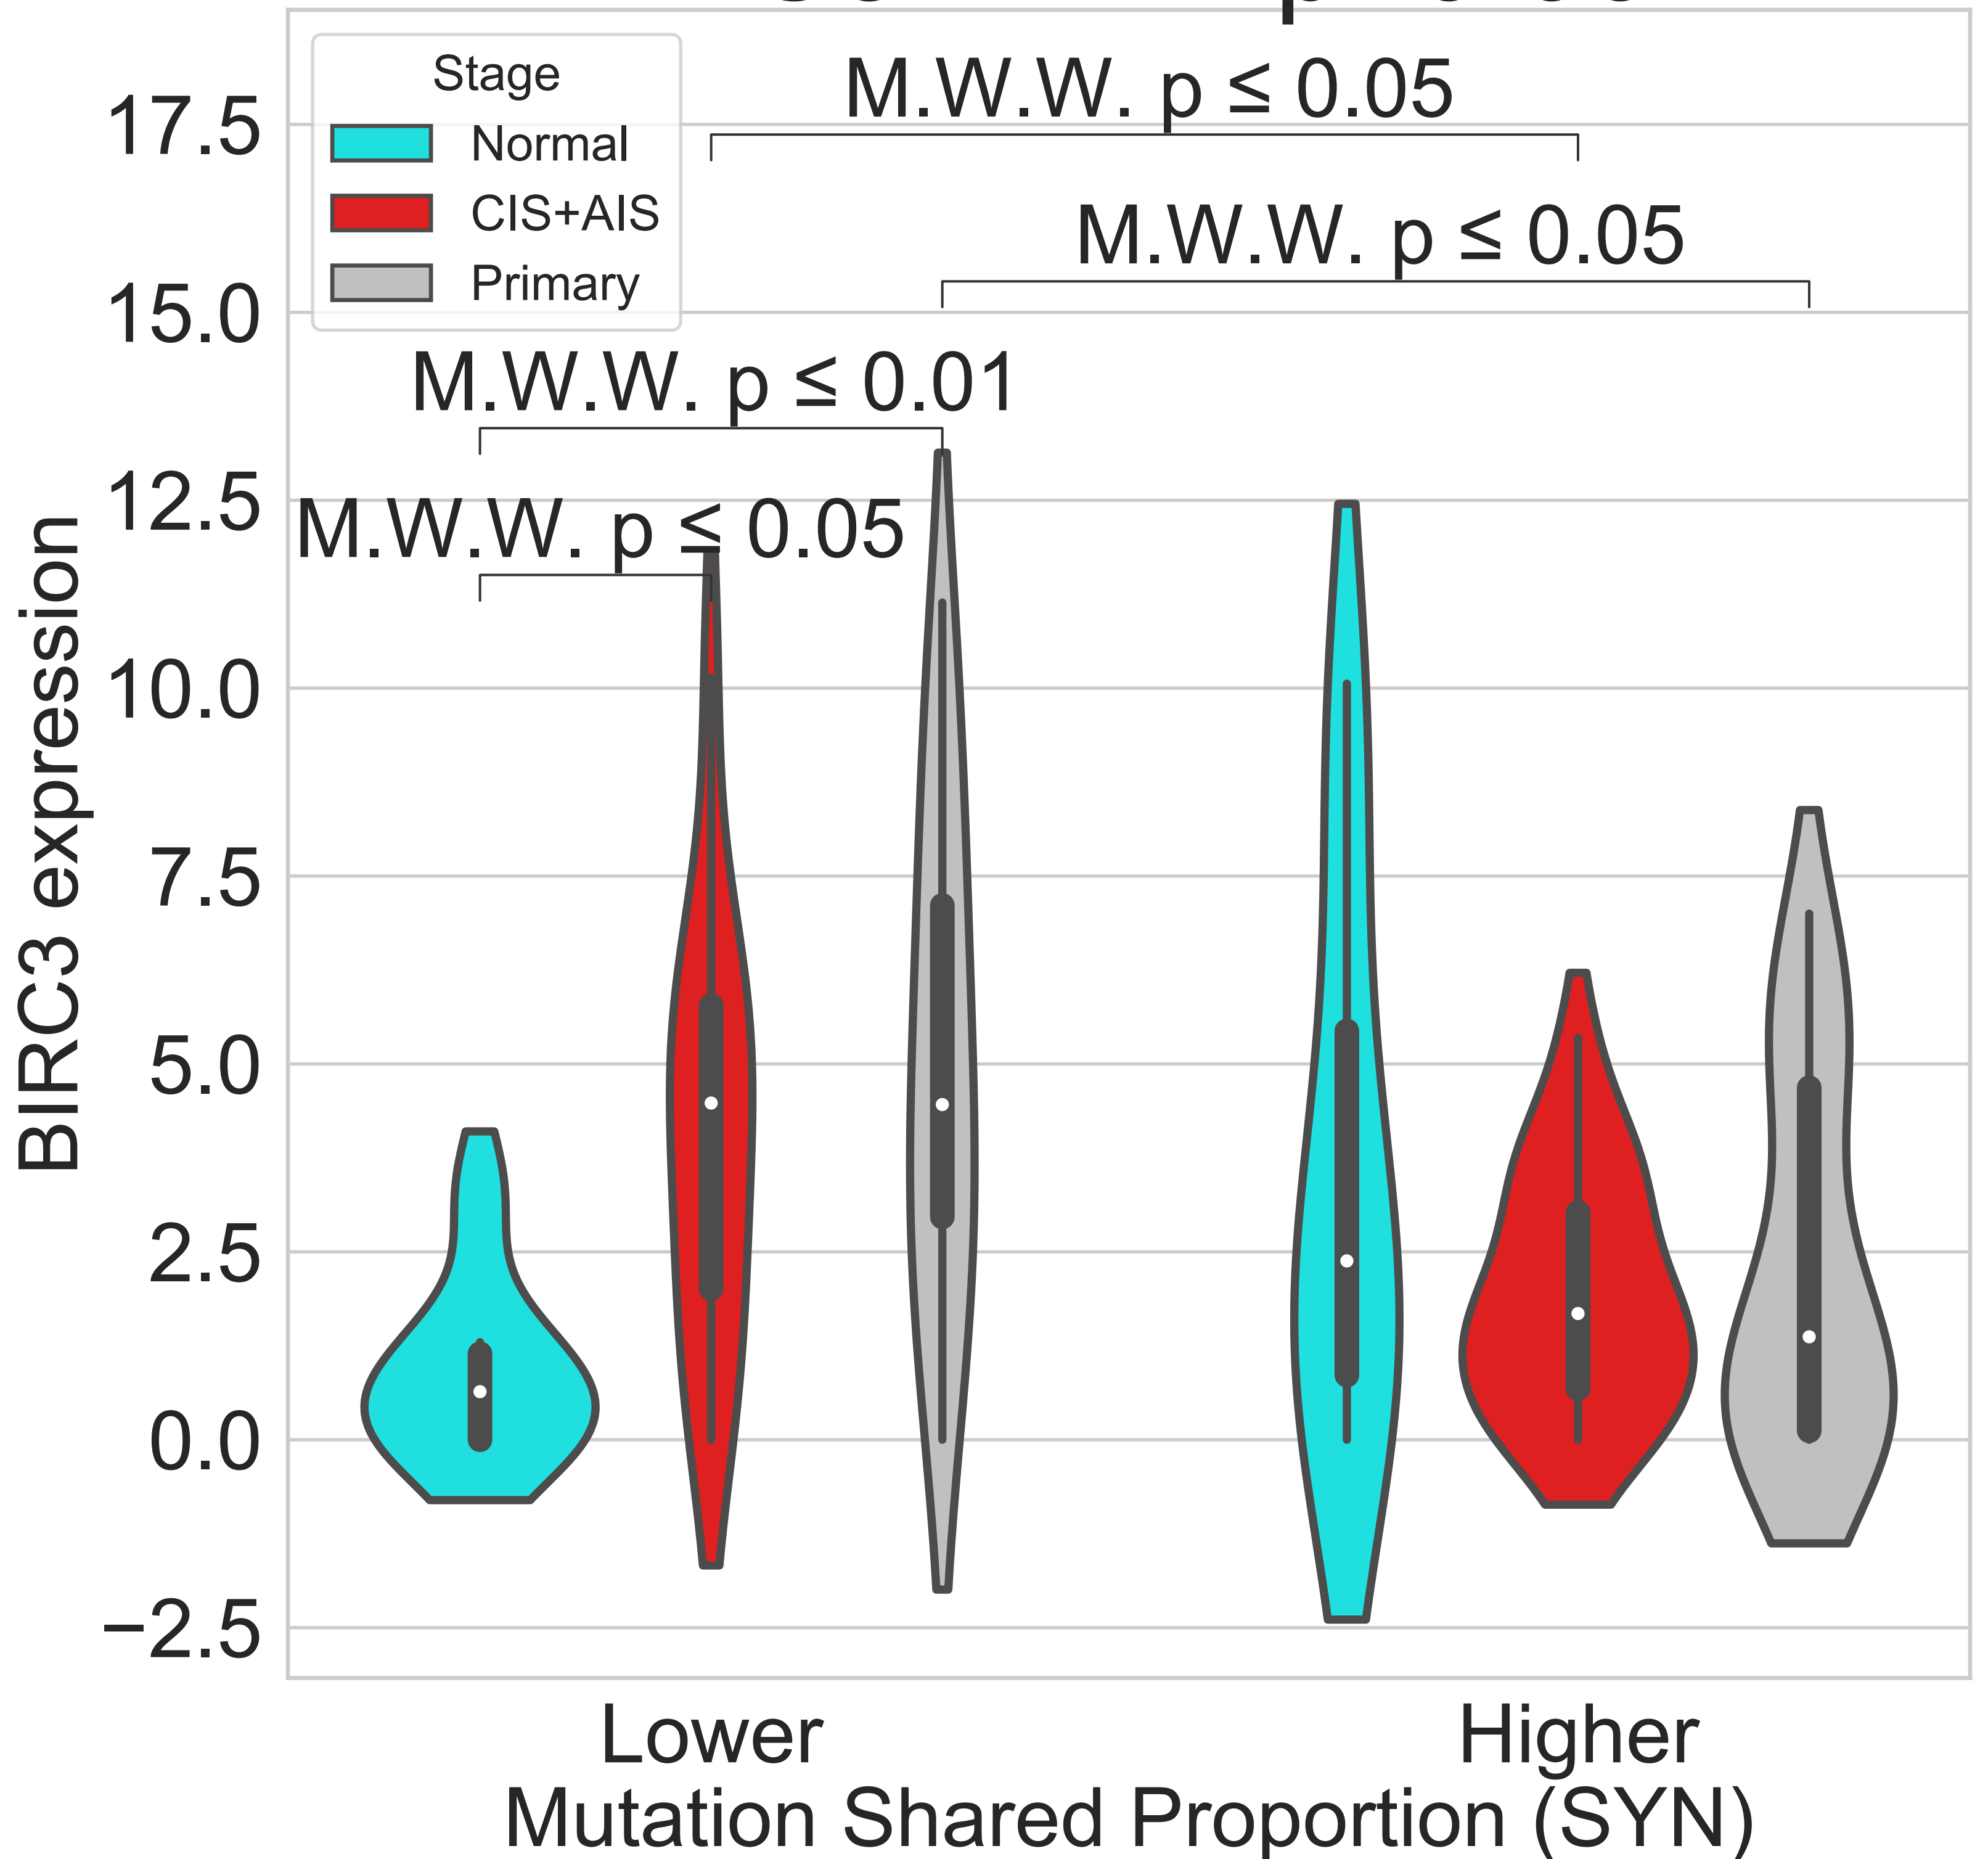 M.W.W. p ≤ 0.05
M.W.W. p ≤ 0.05
M.W.W. p ≤ 0.01
M.W.W. p ≤ 0.05
Stage
Normal
CIS+AIS
Primary
BIRC3 expression
17.5
15.0
12.5
10.0
7.5
5.0
2.5
0.0
−2.5
Lower
Higher
Mutation Shared Proportion (SYN)